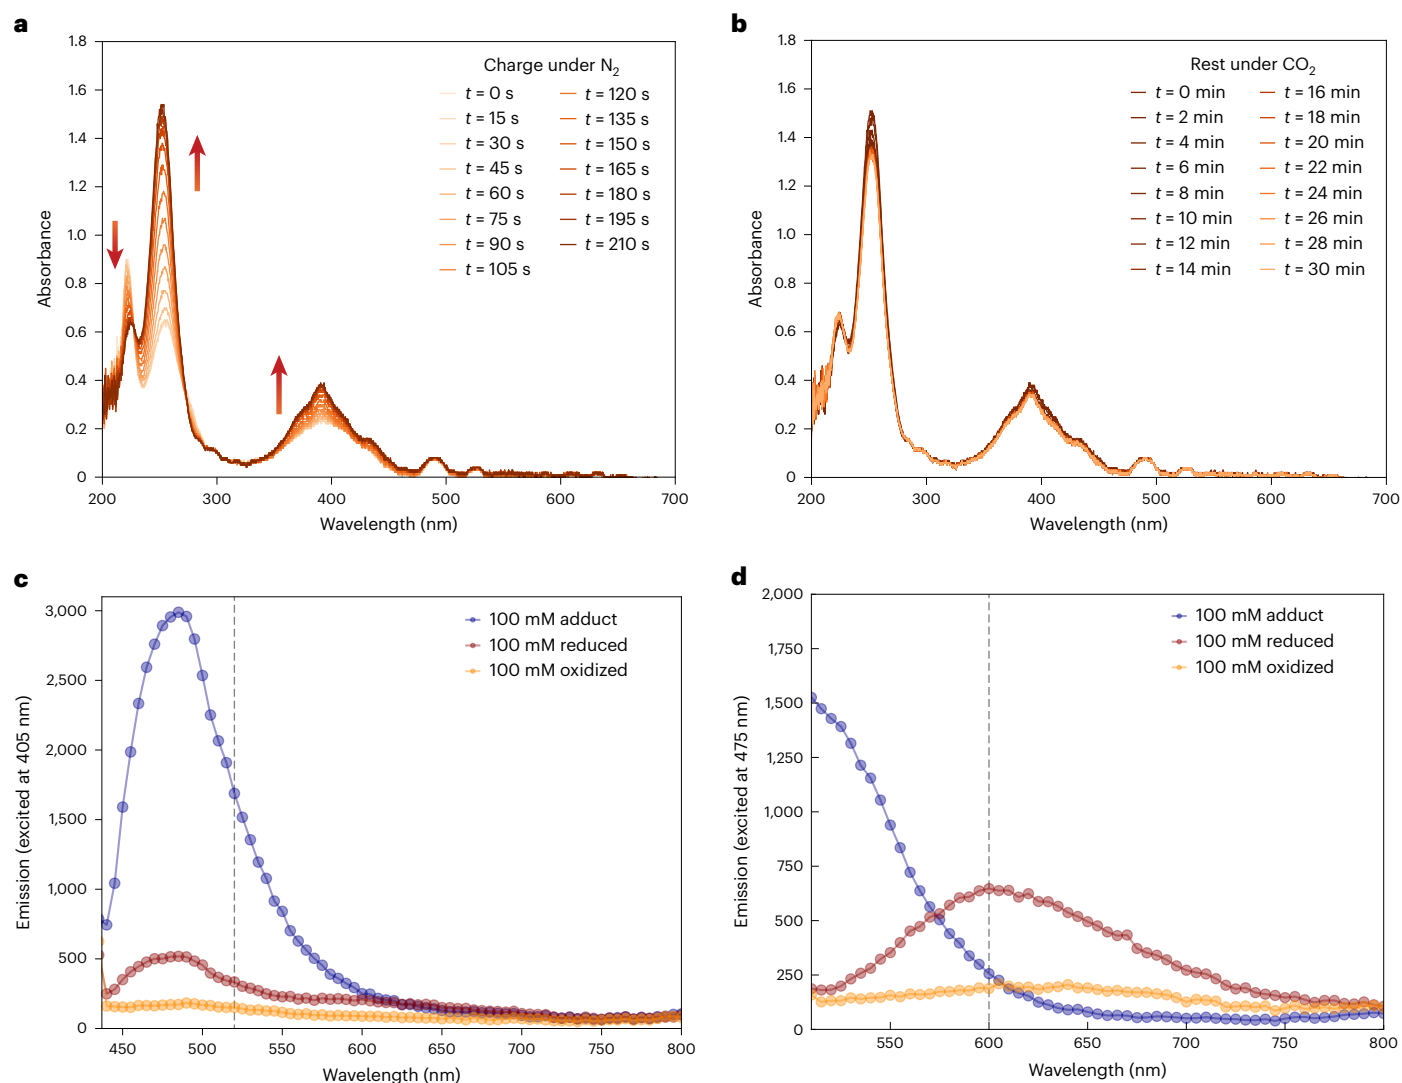 a
Charge under N2
t = 0 s
t = 15 s
t = 30 s
t = 45 s
t = 60 s
t = 75 s
t = 90 s
t = 105 s
t = 120 s
t = 135 s
t = 150 s
t = 165 s
t = 180 s
t = 195 s
t = 210 s
Absorbance
1.8
1.6
1.4
1.2
1.0
0.8
0.6
0.4
0.2
0
200 300 400 500 600 700
Wavelength (nm)
b
Rest under CO2
t = 0 min
t = 2 min
t = 4 min
t = 6 min
t = 8 min
t = 10 min
t = 12 min
t = 14 min
t = 16 min
t = 18 min
t = 20 min
t = 22 min
t = 24 min
t = 26 min
t = 28 min
t = 30 min
Absorbance
1.8
1.6
1.4
1.2
1.0
0.8
0.6
0.4
0.2
0
200 300 400 500 600 700
Wavelength (nm)
c
100 mM adduct
100 mM reduced
100 mM oxidized
Emission (excited at 405 nm)
3,000
2,500
2,000
1,500
1,000
500
0
450 500 550 600 650 700 750 800
Wavelength (nm)
d
100 mM adduct
100 mM reduced
100 mM oxidized
Emission (excited at 475 nm)
2,000
1,750
1,500
1,250
1,000
750
500
250
0
550 600 650 700 750 800
Wavelength (nm)